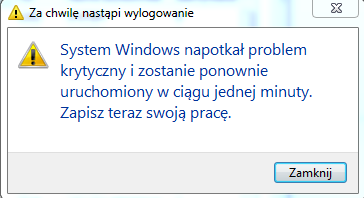 Za chwilę nastąpi wylogowanie
System Windows napotkał problem
krytyczny i zostanie ponownie
uruchomiony w ciągu jednej minuty.
Zapisz teraz swoją pracę.
Zamknij